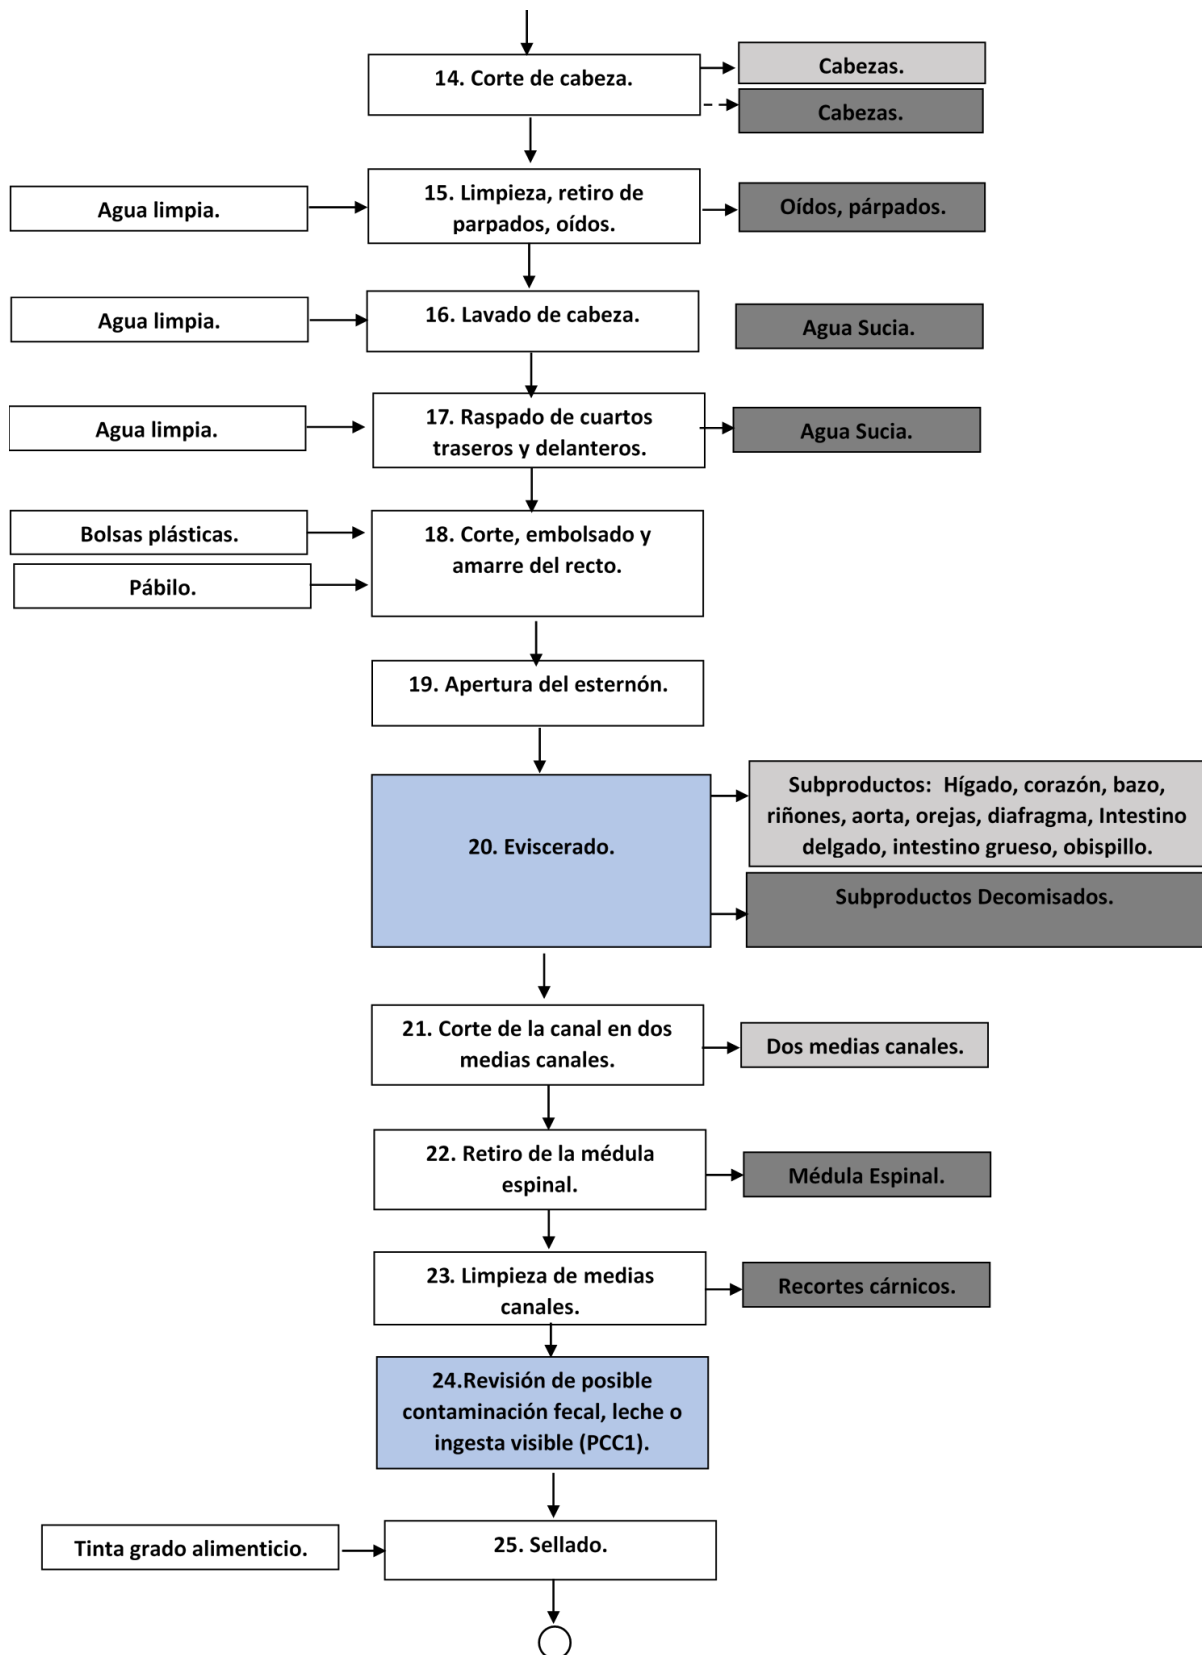 14. Corte de cabeza.
Cabezas.
Cabezas.
Agua limpia.
15. Limpieza, retiro de
parpados, oídos.
Oídos, párpados.
Agua limpia.
16. Lavado de cabeza.
Agua Sucia.
Agua limpia.
17. Raspado de cuartos
traseros y delanteros.
Agua Sucia.
Bolsas plásticas.
Pábilo.
18. Corte, embolsado y
amarre del recto.
19. Apertura del esternón.
20. Eviscerado.
Subproductos: Hígado, corazón, bazo,
riñones, aorta, orejas, diafragma, Intestino
delgado, intestino grueso, obispillo.
Subproductos Decomisados.
21. Corte de la canal en dos
medias canales.
Dos medias canales.
22. Retiro de la médula
espinal.
Médula Espinal.
23. Limpieza de medias
canales.
Recortes cárnicos.
24.Revisión de posible
contaminación fecal, leche o
ingesta visible (PCC1).
Tinta grado alimenticio.
25. Sellado.